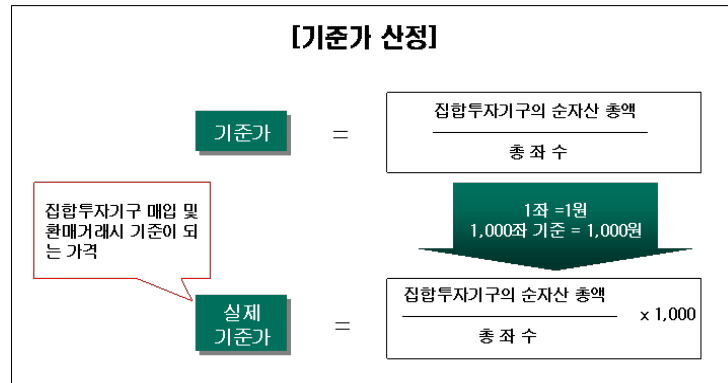 [기준가 산정]
기준가
=
집합투자기구의 순자산 총액
총 좌 수
집합투자기구 매입 및
환매거래시 기준이 되
는 가격
1좌 =1원
1,000좌 기준 = 1,000원
실제
기준가
=
집합투자기구의 순자산 총액
총 좌 수
x 1,000